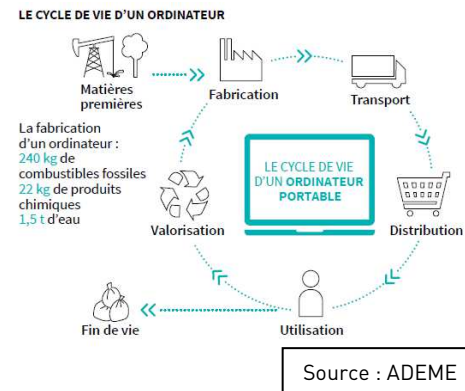 LE CYCLE DE VIE D'UN ORDINATEUR
Matières
premières
Fabrication
Transport
La fabrication
d'un ordinateur :
240 kg de
combustibles fossiles
22 kg de produits
chimiques
1,5 t d'eau
LE CYCLE DE VIE
D'UN ORDINATEUR
PORTABLE
Valorisation
Distribution
Fin de vie
Utilisation
Source : ADEME